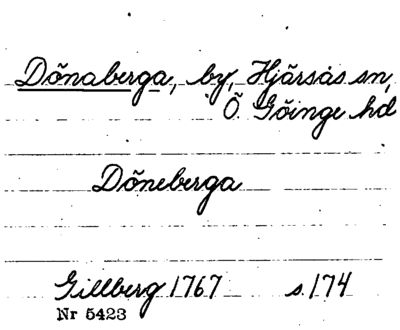 Dönaberga, by, Hjärsås sn,
Ö. Göinge hd
Döneberga
Gillberg 1767 s. 174
Nr 5423